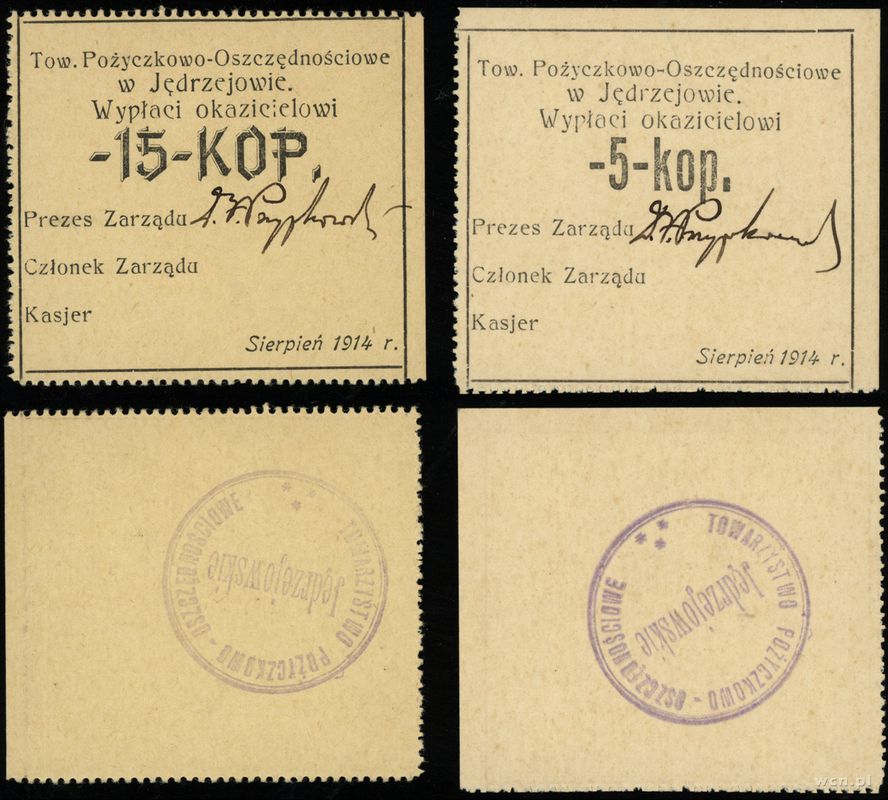 Tow. Pożyczkowo-Oszczędnościowe
w Jędrzejowie.
Wypłaci okazicielowi
-15-KOP.
Prezes Zarządu
Członek Zarządu
Kasjer
Sierpień 1914 r.
Tow. Pożyczkowo-Oszczędnościowe
w Jędrzejowie.
Wypłaci okazicielowi
-5-kop.
Prezes Zarządu
Członek Zarządu
Kasjer
Sierpień 1914 r.
TOWARZYSTWO POŻYCZKOWO - OSZCZĘDNOŚCIOWE
Jędrzejowskie
TOWARZYSTWO POŻYCZKOWO - OSZCZĘDNOŚCIOWE
Jędrzejowskie
wcn.pl